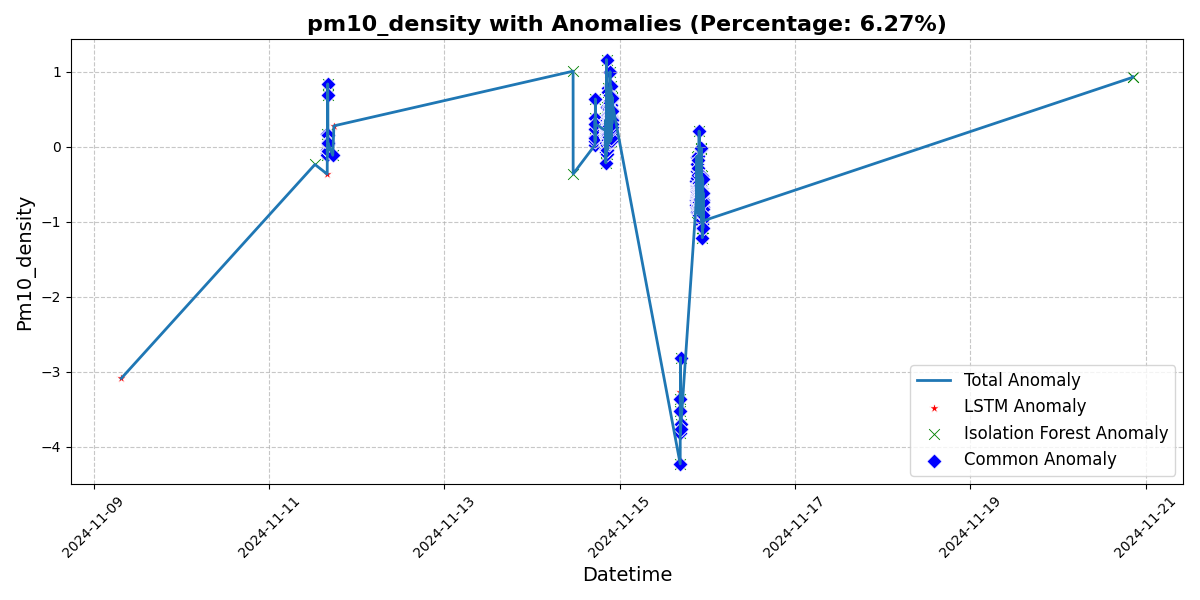 pm10_density with Anomalies (Percentage: 6.27%)
1
0
−1
−2
−3
−4
Pm10_density
Total Anomaly
LSTM Anomaly
Isolation Forest Anomaly
Common Anomaly
2024-11-09
2024-11-11
2024-11-13
2024-11-15
2024-11-17
2024-11-19
2024-11-21
Datetime